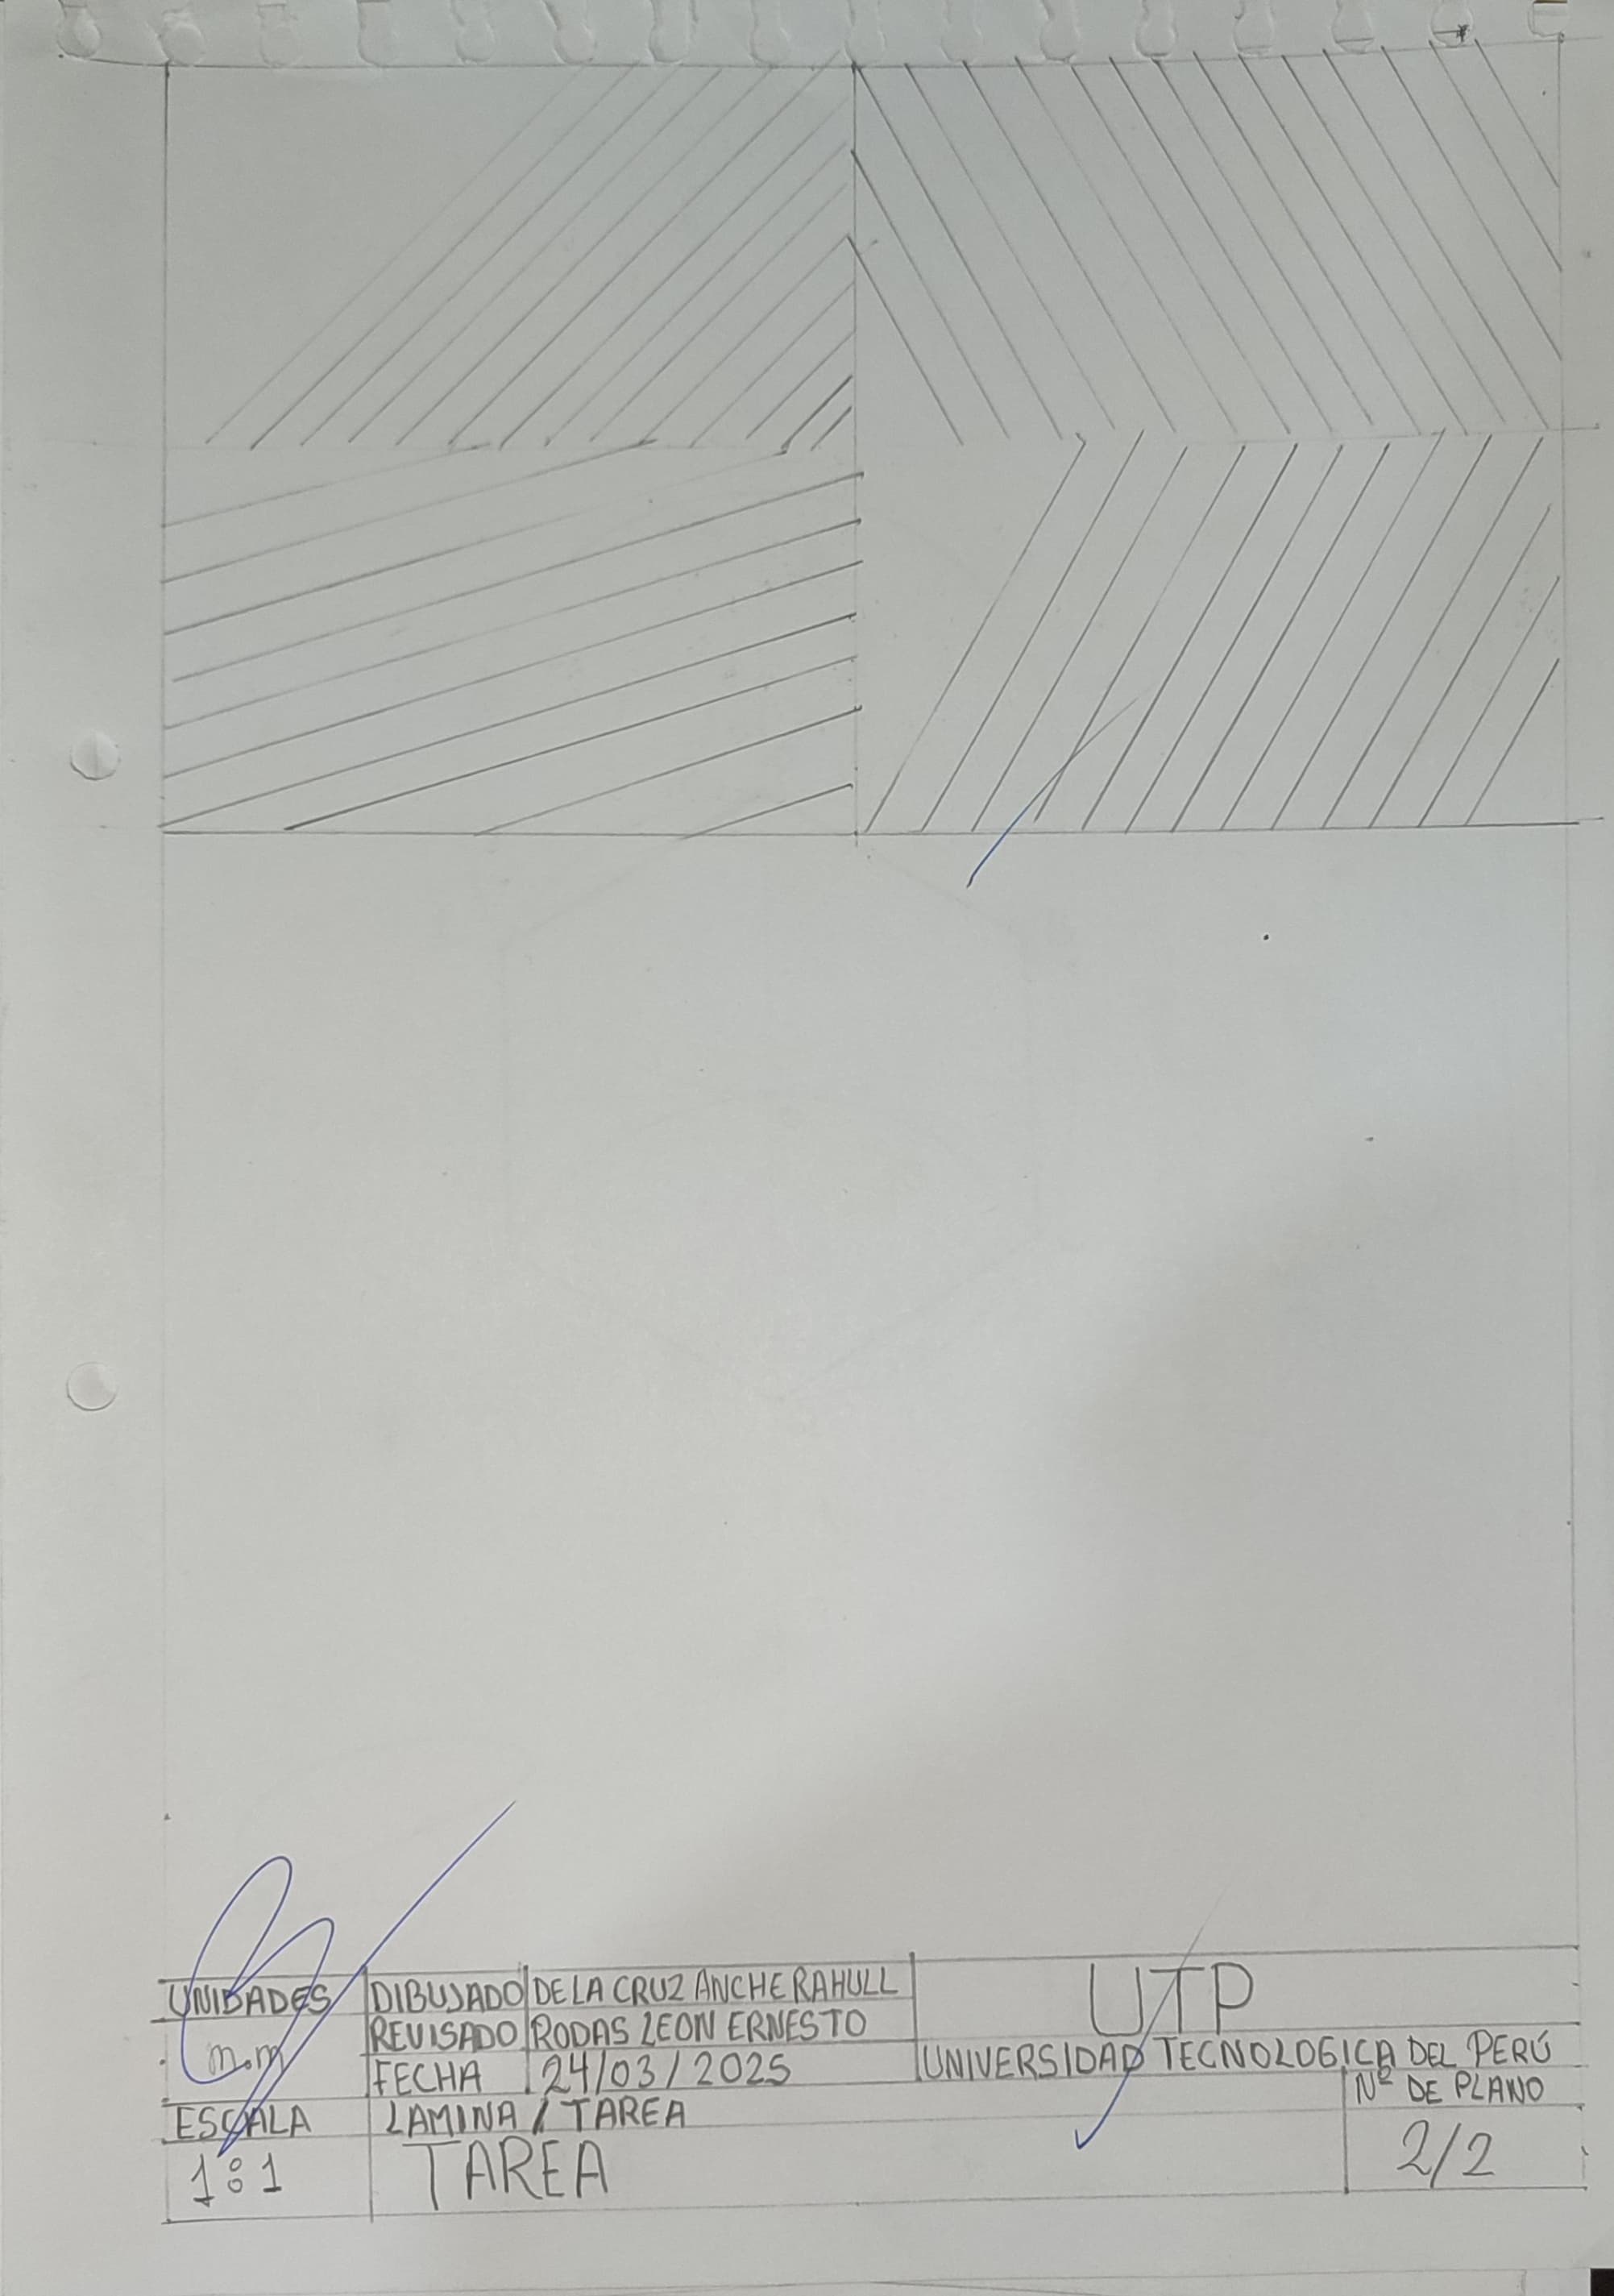 UNIDADES
m.m
ESCALA
1:1
DIBUJADO DE LA CRUZ ANCHE RAHULL
REVISADO RODAS LEON ERNESTO
FECHA 24/03/2025
LAMINA / TAREA
TAREA
UTP
UNIVERSIDAD TECNOLOGICA DEL PERÚ
Nº DE PLANO
2/2